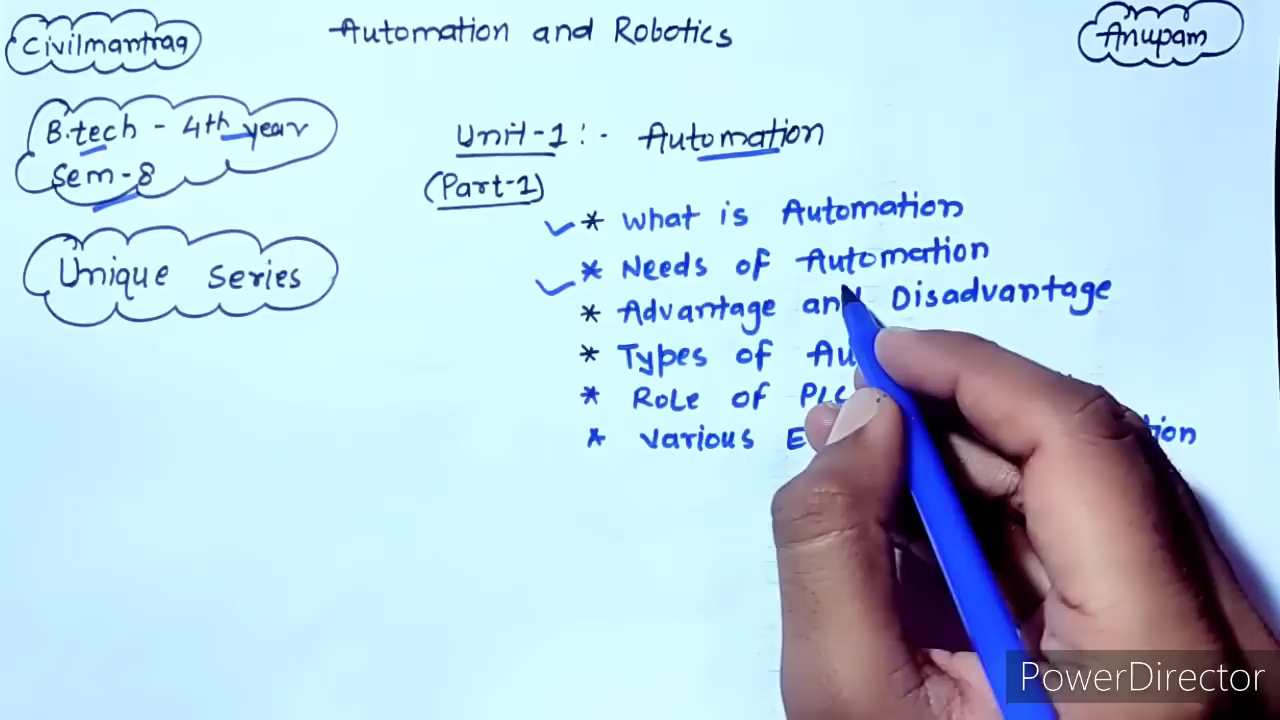 Civilmantraa
Automation and Robotics
Anupam
B.tech - 4th year
Sem-8
Unit-1 :- Automation
(Part-1)
* What is Automation
* Needs of Automation
* Advantage and Disadvantage
* Types of Au
* Role of PLC
* Various E tion
Unique Series
PowerDirector